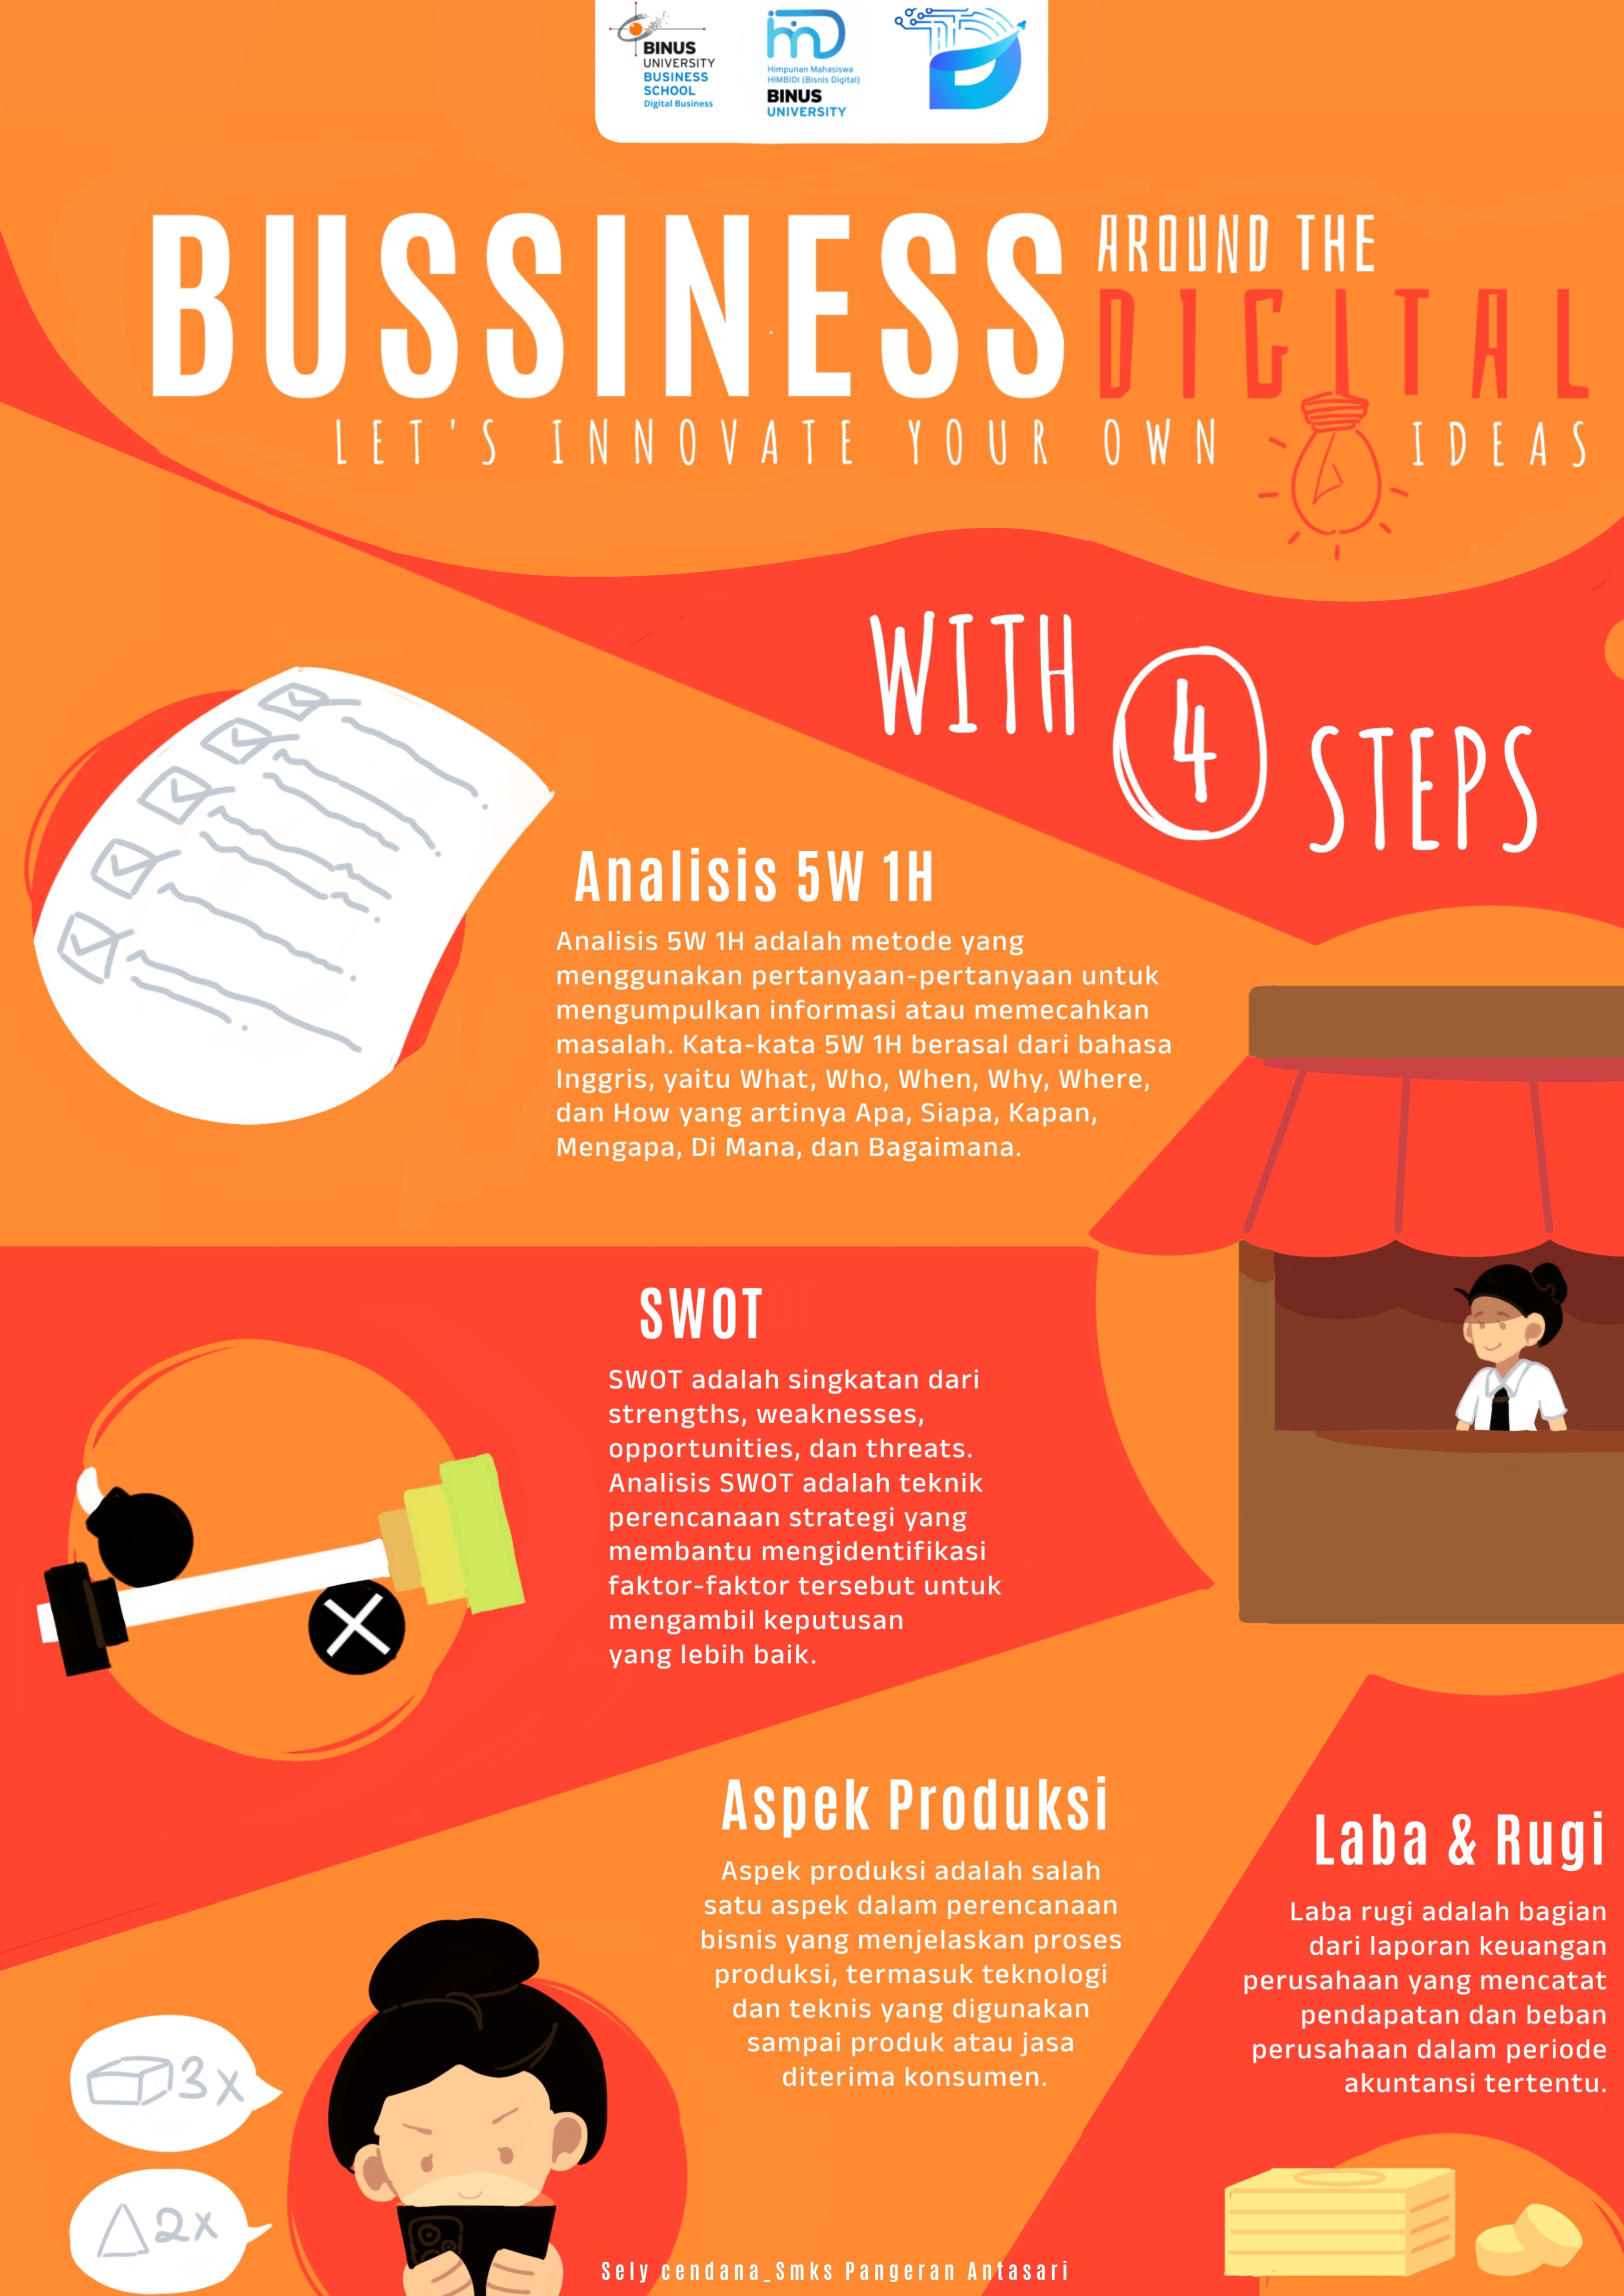 BINUS
UNIVERSITY
BUSINESS
SCHOOL
Digital Business
Himpunan Mahasiswa
HIMBIDI (Bisnis Digital)
BINUS
UNIVERSITY
BUSSINESS
AROUND THE
DIGITAL
LET'S INNOVATE YOUR OWN IDEAS
WITH 4 STEPS
Analisis 5W 1H
Analisis 5W 1H adalah metode yang
menggunakan pertanyaan-pertanyaan untuk
mengumpulkan informasi atau memecahkan
masalah. Kata-kata 5W 1H berasal dari bahasa
Inggris, yaitu What, Who, When, Why, Where,
dan How yang artinya Apa, Siapa, Kapan,
Mengapa, Di Mana, dan Bagaimana.
SWOT
SWOT adalah singkatan dari
strengths, weaknesses,
opportunities, dan threats.
Analisis SWOT adalah teknik
perencanaan strategi yang
membantu mengidentifikasi
faktor-faktor tersebut untuk
mengambil keputusan
yang lebih baik.
Aspek Produksi
Aspek produksi adalah salah
satu aspek dalam perencanaan
bisnis yang menjelaskan proses
produksi, termasuk teknologi
dan teknis yang digunakan
sampai produk atau jasa
diterima konsumen.
Laba & Rugi
Laba rugi adalah bagian
dari laporan keuangan
perusahaan yang mencatat
pendapatan dan beban
perusahaan dalam periode
akuntansi tertentu.
3x
2x
Sely cendana_Smks Pangeran Antasari